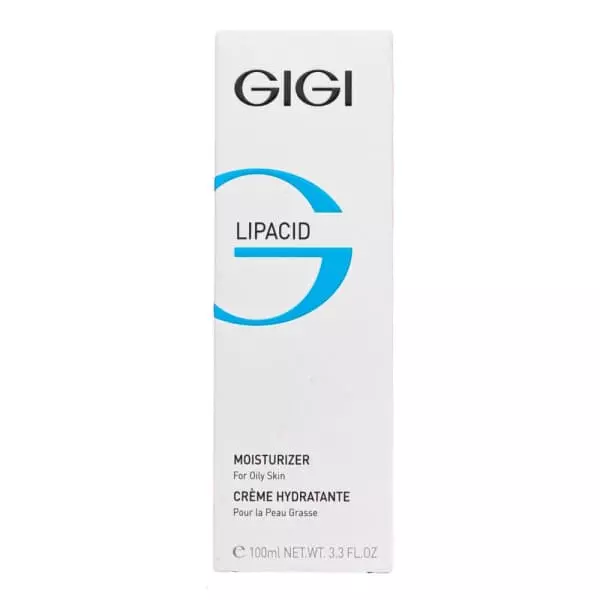 GIGI
LIPACID
MOISTURIZER
For Oily Skin
CRÈME HYDRATANTE
Pour la Peau Grasse
℮ 100ml NET.WT. 3.3 FL.OZ